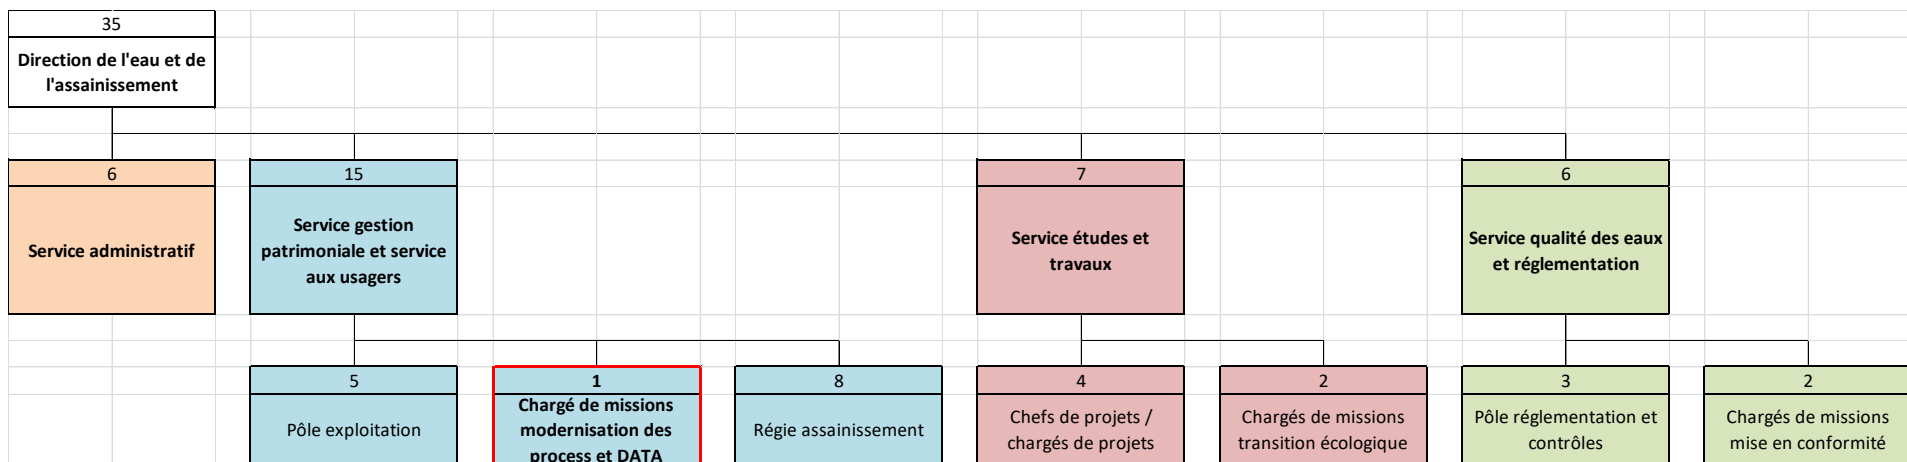 35
Direction de l'eau et de
l'assainissement
6
Service administratif
15
Service gestion
patrimoniale et service
aux usagers
7
Service études et
travaux
6
Service qualité des eaux
et réglementation
5
Pôle exploitation
1
Chargé de missions
modernisation des
process et DATA
8
Régie assainissement
4
Chefs de projets /
chargés de projets
2
Chargés de missions
transition écologique
3
Pôle réglementation et
contrôles
2
Chargés de missions
mise en conformité